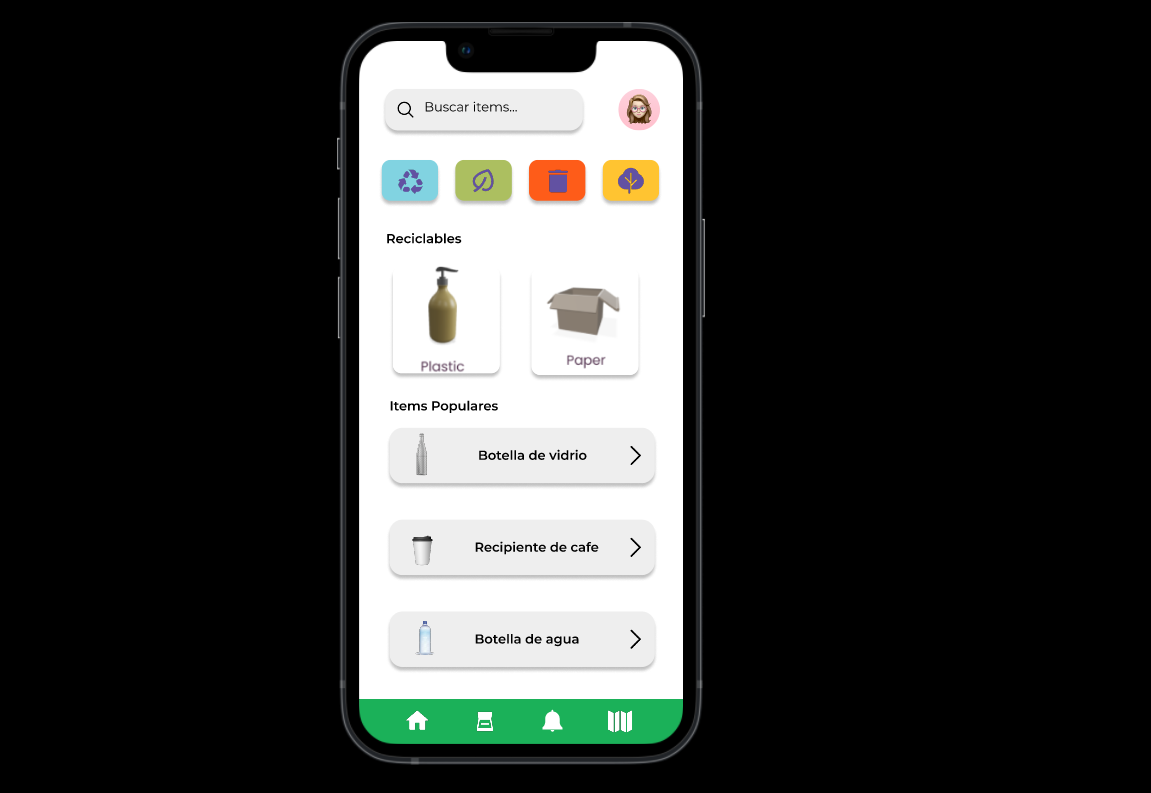 Buscar items...
Reciclables
Plastic
Paper
Items Populares
Botella de vidrio
Recipiente de cafe
Botella de agua